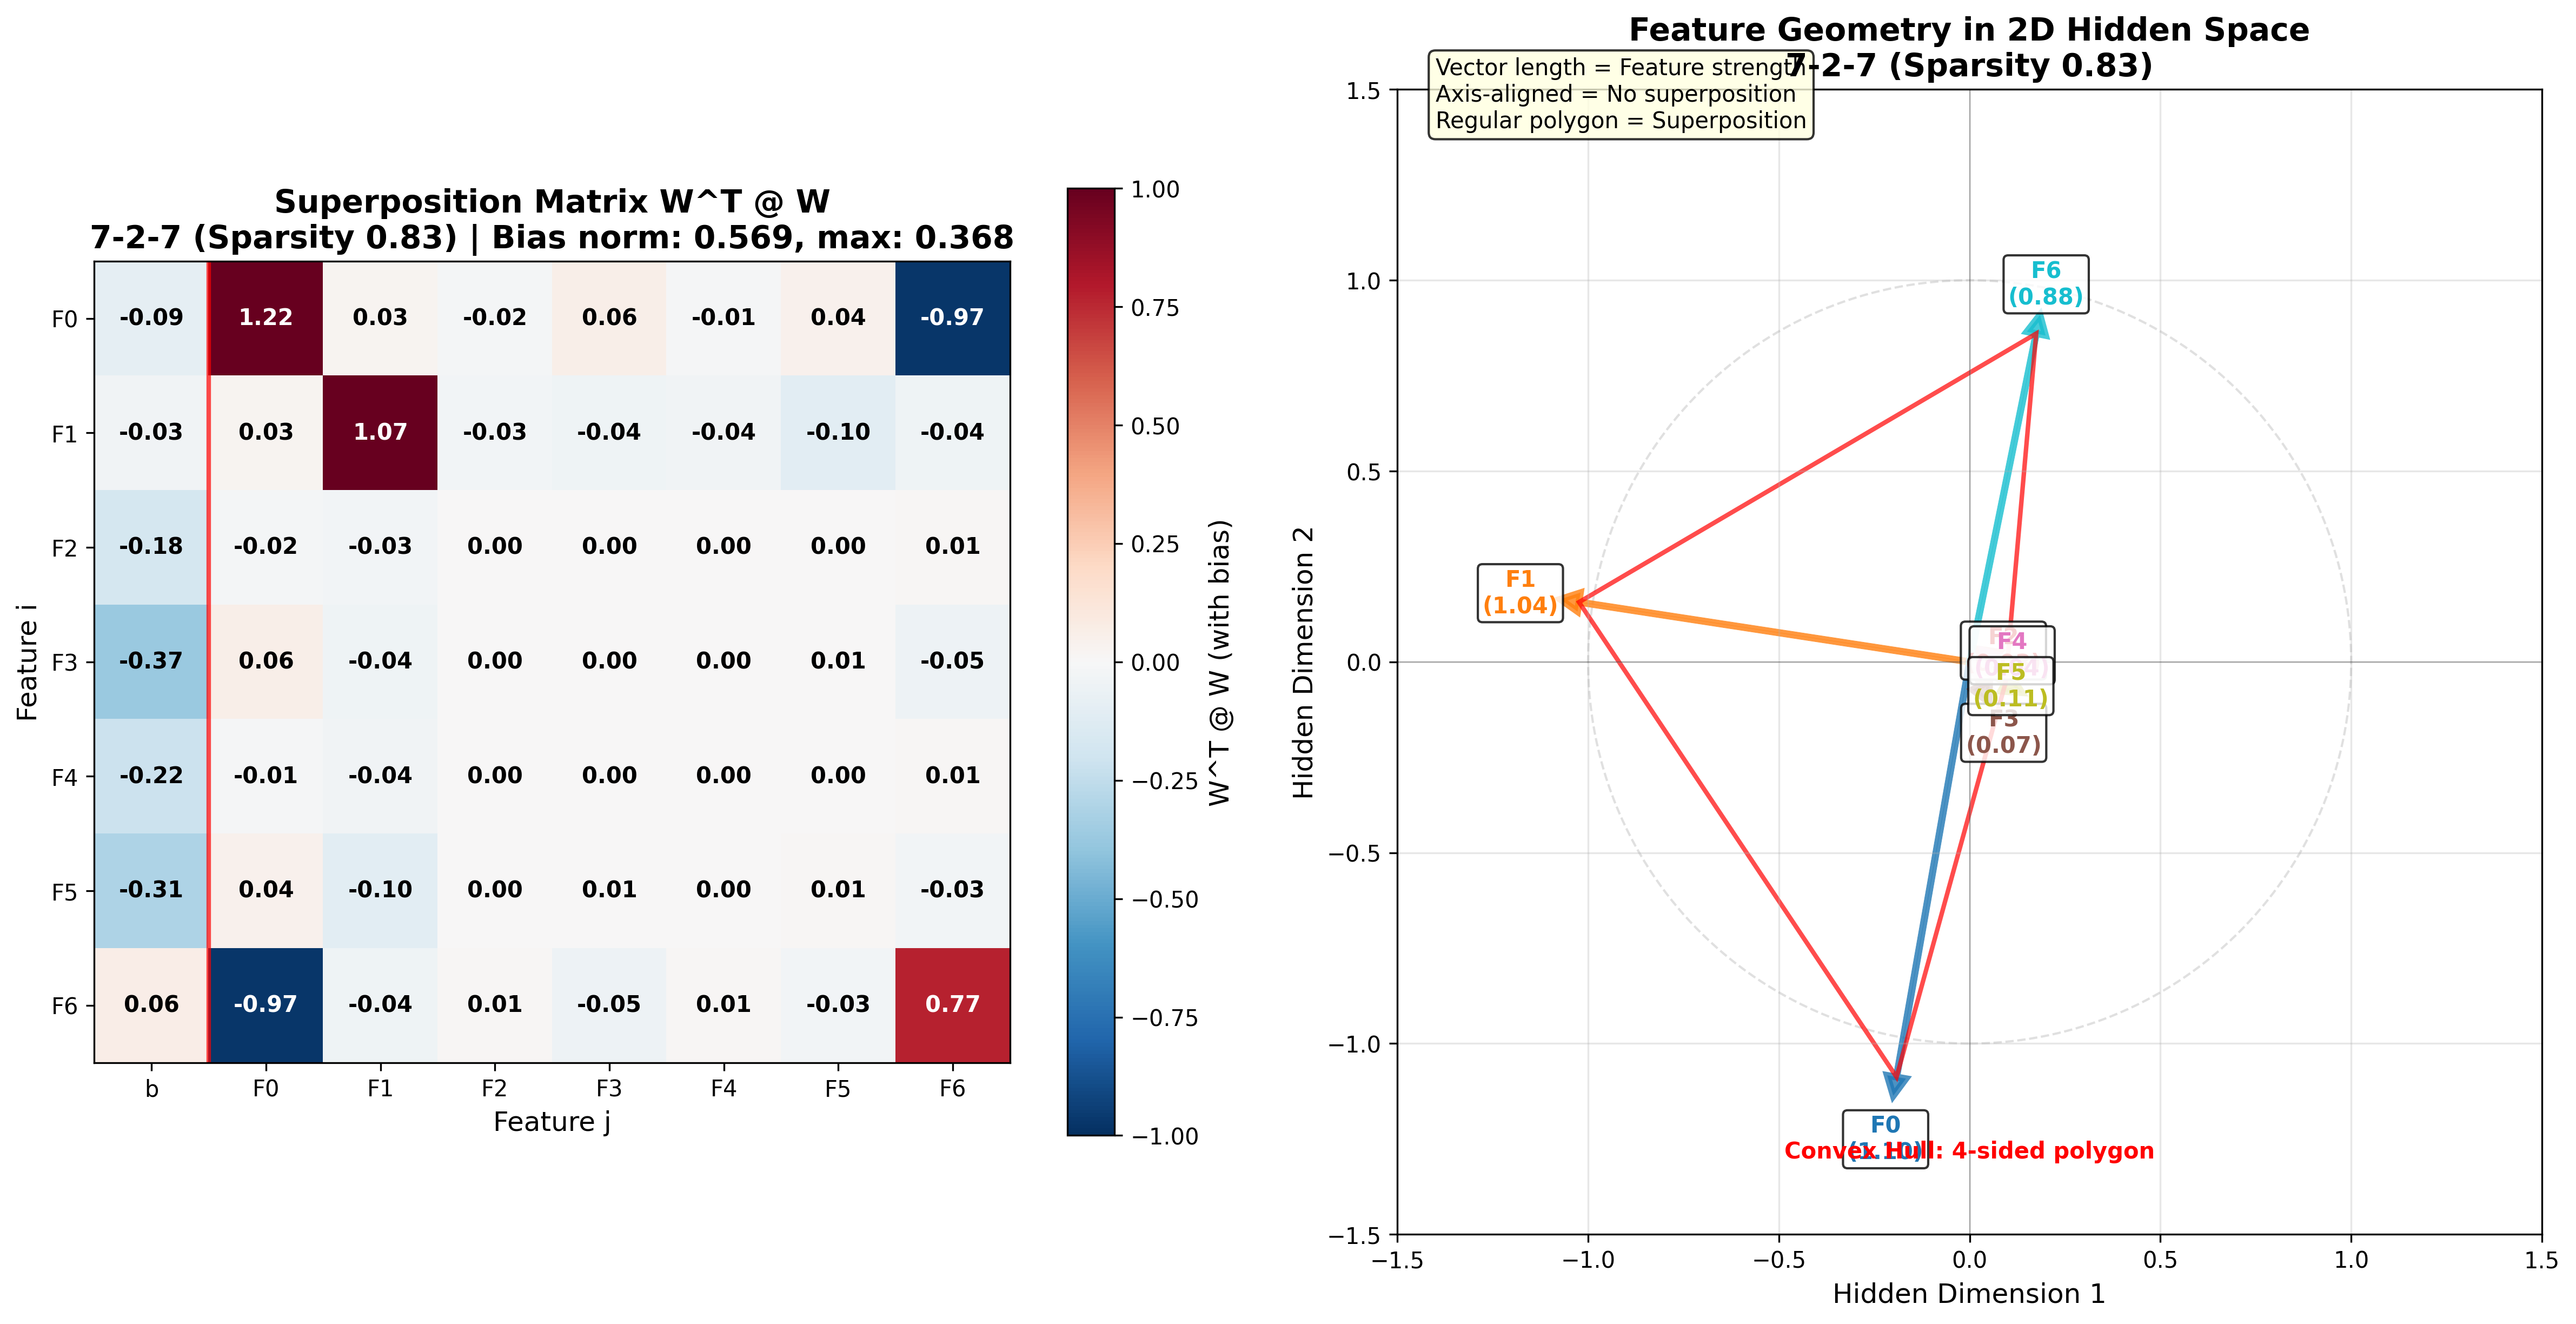 Superposition Matrix W^T @ W
7-2-7 (Sparsity 0.83) | Bias norm: 0.569, max: 0.368
F0 -0.09 1.22 0.03 -0.02 0.06 -0.01 0.04 -0.97
F1 -0.03 0.03 1.07 -0.03 -0.04 -0.04 -0.10 -0.04
F2 -0.18 -0.02 -0.03 0.00 0.00 0.00 0.00 0.01
F3 -0.37 0.06 -0.04 0.00 0.00 0.00 0.01 -0.05
F4 -0.22 -0.01 -0.04 0.00 0.00 0.00 0.00 0.01
F5 -0.31 0.04 -0.10 0.00 0.01 0.00 0.01 -0.03
F6 0.06 -0.97 -0.04 0.01 -0.05 0.01 -0.03 0.77
b F0 F1 F2 F3 F4 F5 F6
Feature j
Feature i
1.00
0.75
0.50
0.25
0.00
−0.25
−0.50
−0.75
−1.00
W^T @ W (with bias)
Feature Geometry in 2D Hidden Space
7-2-7 (Sparsity 0.83)
Vector length = Feature strength
Axis-aligned = No superposition
Regular polygon = Superposition
1.5
1.0
0.5
0.0
−0.5
−1.0
−1.5
Hidden Dimension 2
F6
(0.88)
F1
(1.04)
F4
F5
(0.11)
F3
(0.07)
F0
(1.10)
Convex Hull: 4-sided polygon
−1.5 −1.0 −0.5 0.0 0.5 1.0 1.5
Hidden Dimension 1